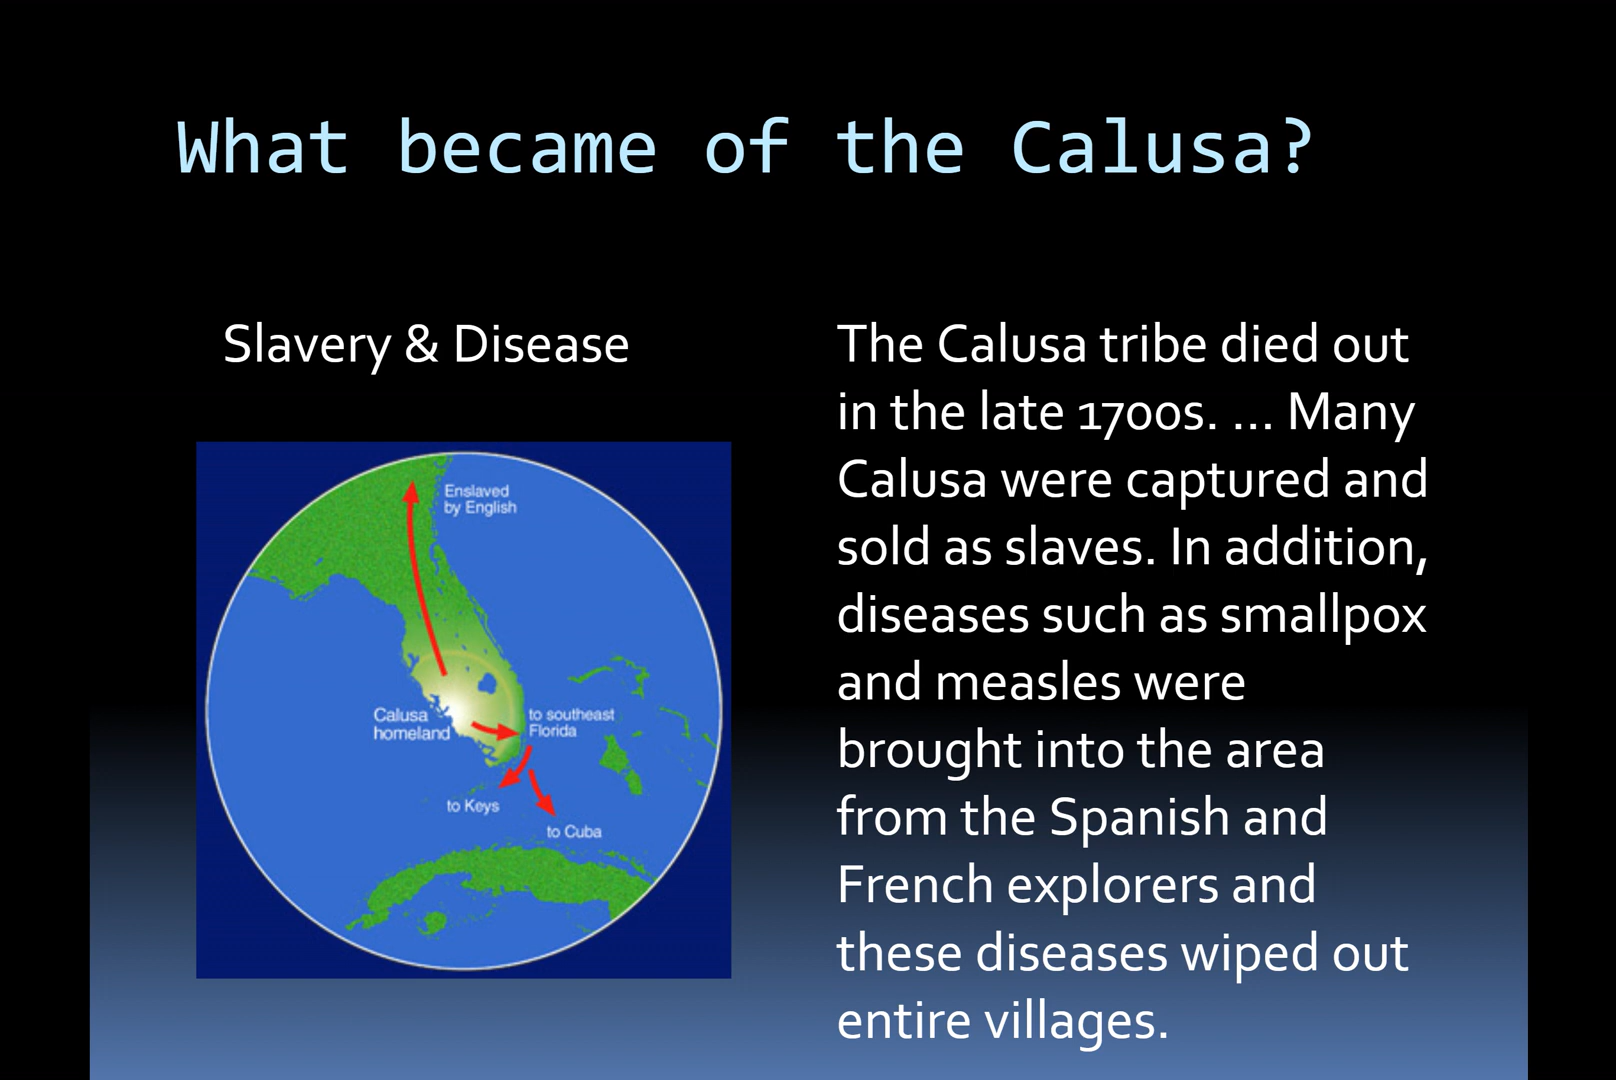 What became of the Calusa?
Slavery & Disease
Enslaved
by English
Calusa
homeland
to southeast
Florida
to Keys
to Cuba
The Calusa tribe died out
in the late 1700s. ... Many
Calusa were captured and
sold as slaves. In addition,
diseases such as smallpox
and measles were
brought into the area
from the Spanish and
French explorers and
these diseases wiped out
entire villages.